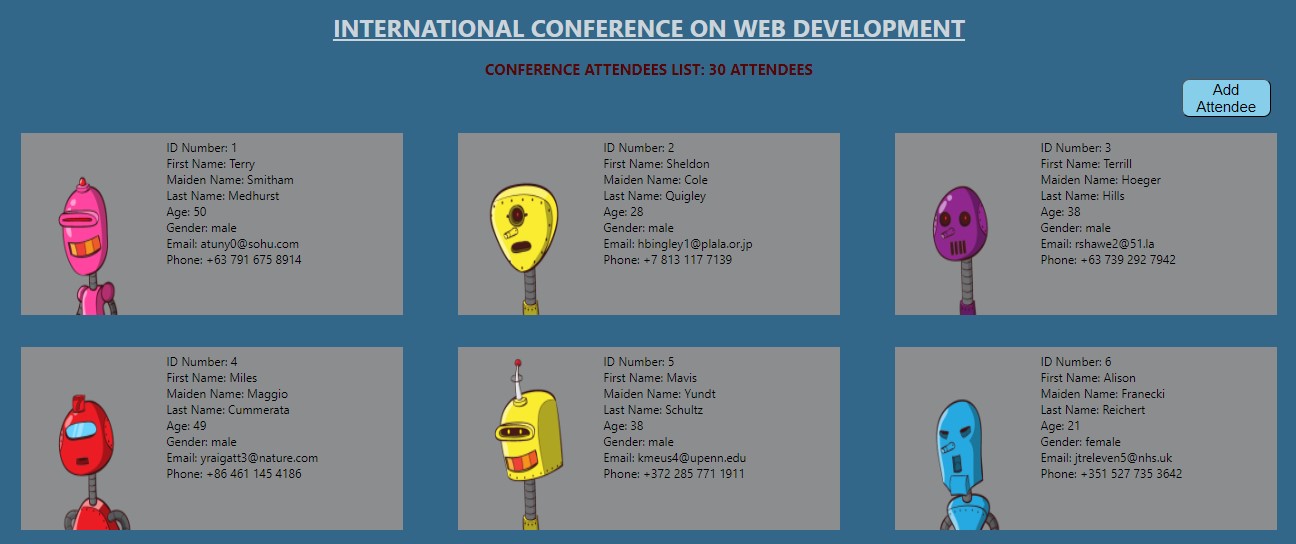 INTERNATIONAL CONFERENCE ON WEB DEVELOPMENT
CONFERENCE ATTENDEES LIST: 30 ATTENDEES
Add
Attendee
ID Number: 1
First Name: Terry
Maiden Name: Smitham
Last Name: Medhurst
Age: 50
Gender: male
Email: atuny0@sohu.com
Phone: +63 791 675 8914
ID Number: 2
First Name: Sheldon
Maiden Name: Cole
Last Name: Quigley
Age: 28
Gender: male
Email: hbingley1@plala.or.jp
Phone: +7 813 117 7139
ID Number: 3
First Name: Terrill
Maiden Name: Hoeger
Last Name: Hills
Age: 38
Gender: male
Email: rshawe2@51.la
Phone: +63 739 292 7942
ID Number: 4
First Name: Miles
Maiden Name: Maggio
Last Name: Cummerata
Age: 49
Gender: male
Email: yraigatt3@nature.com
Phone: +86 461 145 4186
ID Number: 5
First Name: Mavis
Maiden Name: Yundt
Last Name: Schultz
Age: 38
Gender: male
Email: kmeus4@upenn.edu
Phone: +372 285 771 1911
ID Number: 6
First Name: Alison
Maiden Name: Franecki
Last Name: Reichert
Age: 21
Gender: female
Email: jtreleven5@nhs.uk
Phone: +351 527 735 3642